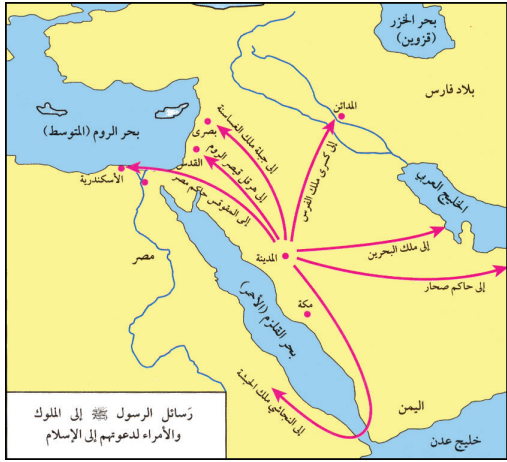 بحر الخزر
(قزوين)
بلاد فارس
المدائن
بحر الروم (المتوسط)
بصرى
القدس
الأسكندرية
إلى جبلة ملك الغساسنة
إلى هرقل قيصر الروم
إلى المقوقس حاكم مصر
إلى كسرى ملك الفرس
الخليج العربي
إلى ملك البحرين
إلى حاكم صحار
المدينة
مصر
مكة
بحر القلزم (الأحمر)
إلى النجاشي ملك الحبشة
اليمن
خليج عدن
رَسائل الرسول ﷺ إلى الملوك
والأمراء لدعوتهم إلى الإسلام